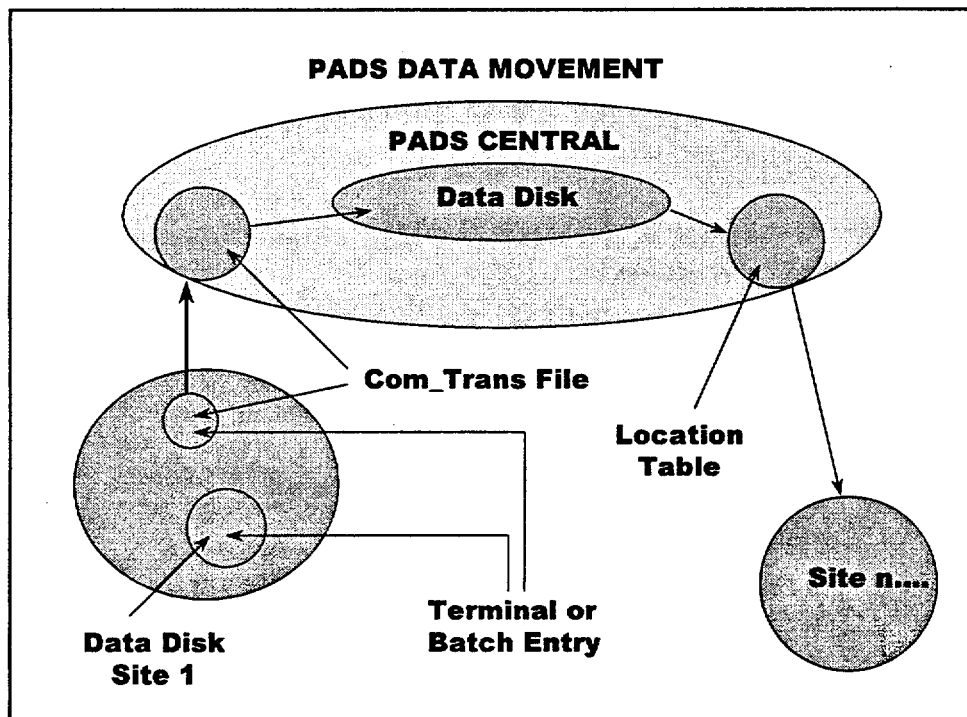 PADS DATA MOVEMENT
PADS CENTRAL
Data Disk
Com_Trans File
Location
Table
Site n....
Terminal or
Batch Entry
Data Disk
Site 1